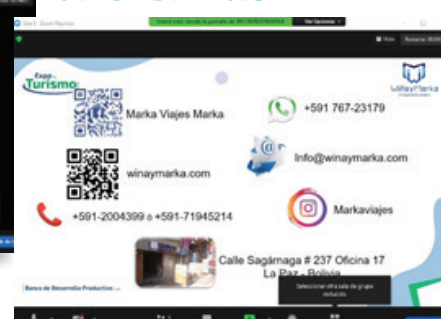 Expo
Turismo
WiñayMarka
Marka Viajes Marka
+591 767-23179
winaymarka.com
Info@winaymarka.com
+591-2004399 ó +591-71945214
Markaviajes
Calle Sagárnaga # 237 Oficina 17
La Paz - Bolivia
Banco de Desarrollo Productivo
Seleccionar otra sala de grupo
reducido